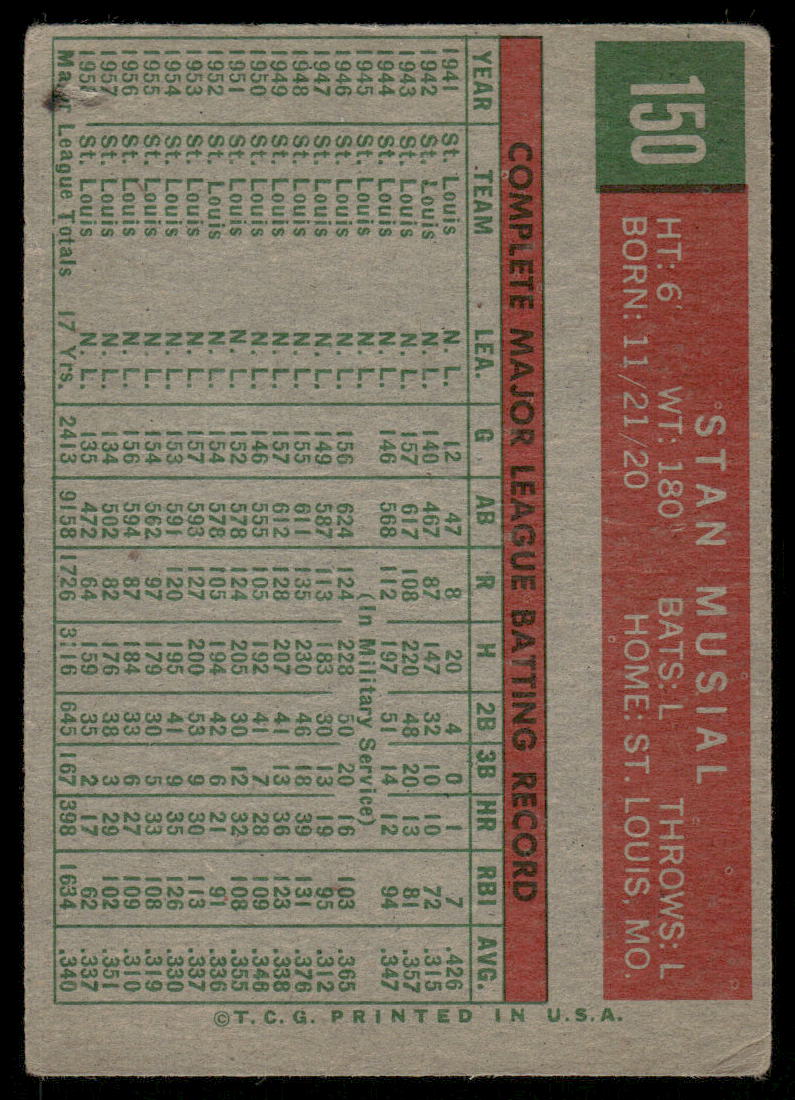 150
STAN MUSIAL
HT: 6' WT: 180 BATS: L THROWS: L
BORN: 11/21/20 HOME: ST. LOUIS, MO.
COMPLETE MAJOR LEAGUE BATTING RECORD
YEAR TEAM LEA. G AB R H 2B 3B HR RBI AVG.
1941 St. Louis N. L. 12 47 8 20 4 0 1 7 .426
1942 St. Louis N. L. 140 467 87 147 32 10 10 72 .315
1943 St. Louis N. L. 157 617 108 220 48 20 13 81 .357
1944 St. Louis N. L. 146 568 112 197 51 14 12 94 .347
1945 (In Military Service)
1946 St. Louis N. L. 156 624 124 228 50 20 16 103 .365
1947 St. Louis N. L. 149 587 113 183 30 13 19 95 .312
1948 St. Louis N. L. 155 611 135 230 46 18 39 131 .376
1949 St. Louis N. L. 157 612 128 207 41 13 36 123 .338
1950 St. Louis N. L. 146 555 105 192 41 7 28 109 .346
1951 St. Louis N. L. 152 578 124 205 30 12 32 108 .355
1952 St. Louis N. L. 154 578 105 194 42 6 21 91 .336
1953 St. Louis N. L. 157 593 127 200 53 9 30 113 .337
1954 St. Louis N. L. 153 591 120 195 41 9 35 126 .330
1955 St. Louis N. L. 154 562 97 179 30 5 33 108 .319
1956 St. Louis N. L. 156 594 87 184 33 6 27 109 .310
1957 St. Louis N. L. 134 502 82 176 38 3 29 102 .351
1958 St. Louis N. L. 135 472 64 159 35 2 17 62 .337
Major League Totals 17 Yrs. 2413 9158 1726 3116 645 167 398 1634 .340
©T.C.G. PRINTED IN U.S.A.